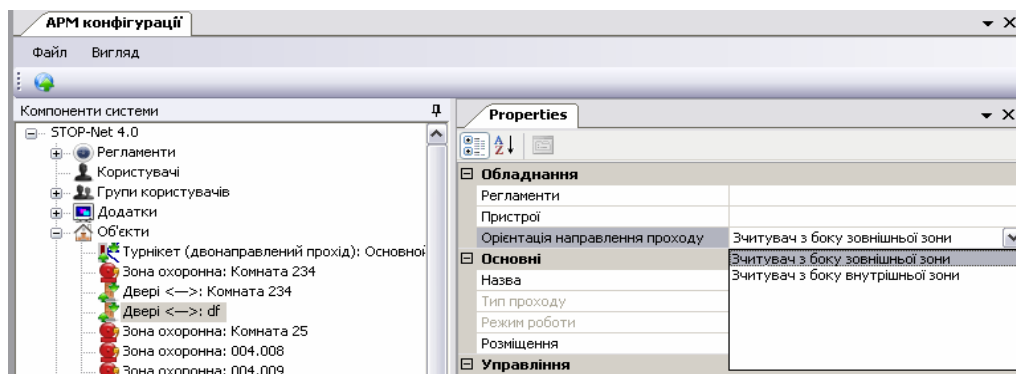 АРМ конфігурації
Файл Вигляд
Компоненти системи
STOP-Net 4.0
Регламенти
Користувачі
Групи користувачів
Додатки
Об'єкти
Турнікет (двонаправлений прохід): Основной
Зона охоронна: Комната 234
Двері <—>: Комната 234
Двері <—>: df
Зона охоронна: Комната 25
Зона охоронна: 004.008
Зона охоронна: 004.009
Properties
Обладнання
Регламенти
Пристрої
Орієнтація направлення проходу Зчитувач з боку зовнішньої зони
Зчитувач з боку зовнішньої зони
Зчитувач з боку внутрішньої зони
Основні
Назва
Тип проходу
Режим роботи
Розміщення
Управління